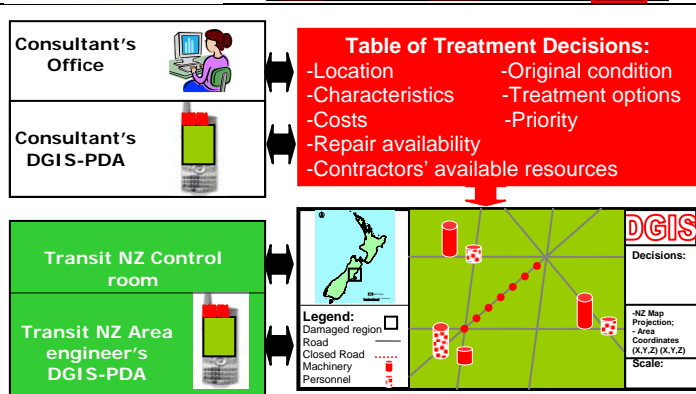 Consultant's
Office
Consultant's
DGIS-PDA
Table of Treatment Decisions:
-Location -Original condition
-Characteristics -Treatment options
-Costs -Priority
-Repair availability
-Contractors' available resources
Transit NZ Control
room
Transit NZ Area
engineer's
DGIS-PDA
Legend:
Damaged region
Road
Closed Road
Machinery
Personnel
DGIS
Decisions:
-NZ Map
Projection;
- Area
Coordinates
(X,Y,Z) (X,Y,Z)
Scale: